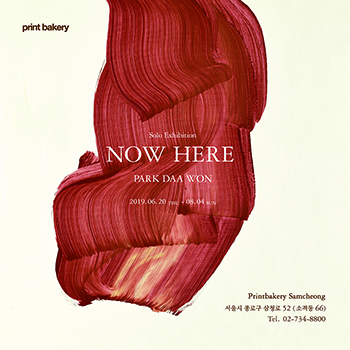 print bakery
Solo Exhibition
NOW HERE
PARK DAA WON
2019.06.20 THU - 08.04 SUN
Printbakery Samcheong
서울시 종로구 삼청로 52 (소격동 66)
Tel. 02-734-8800